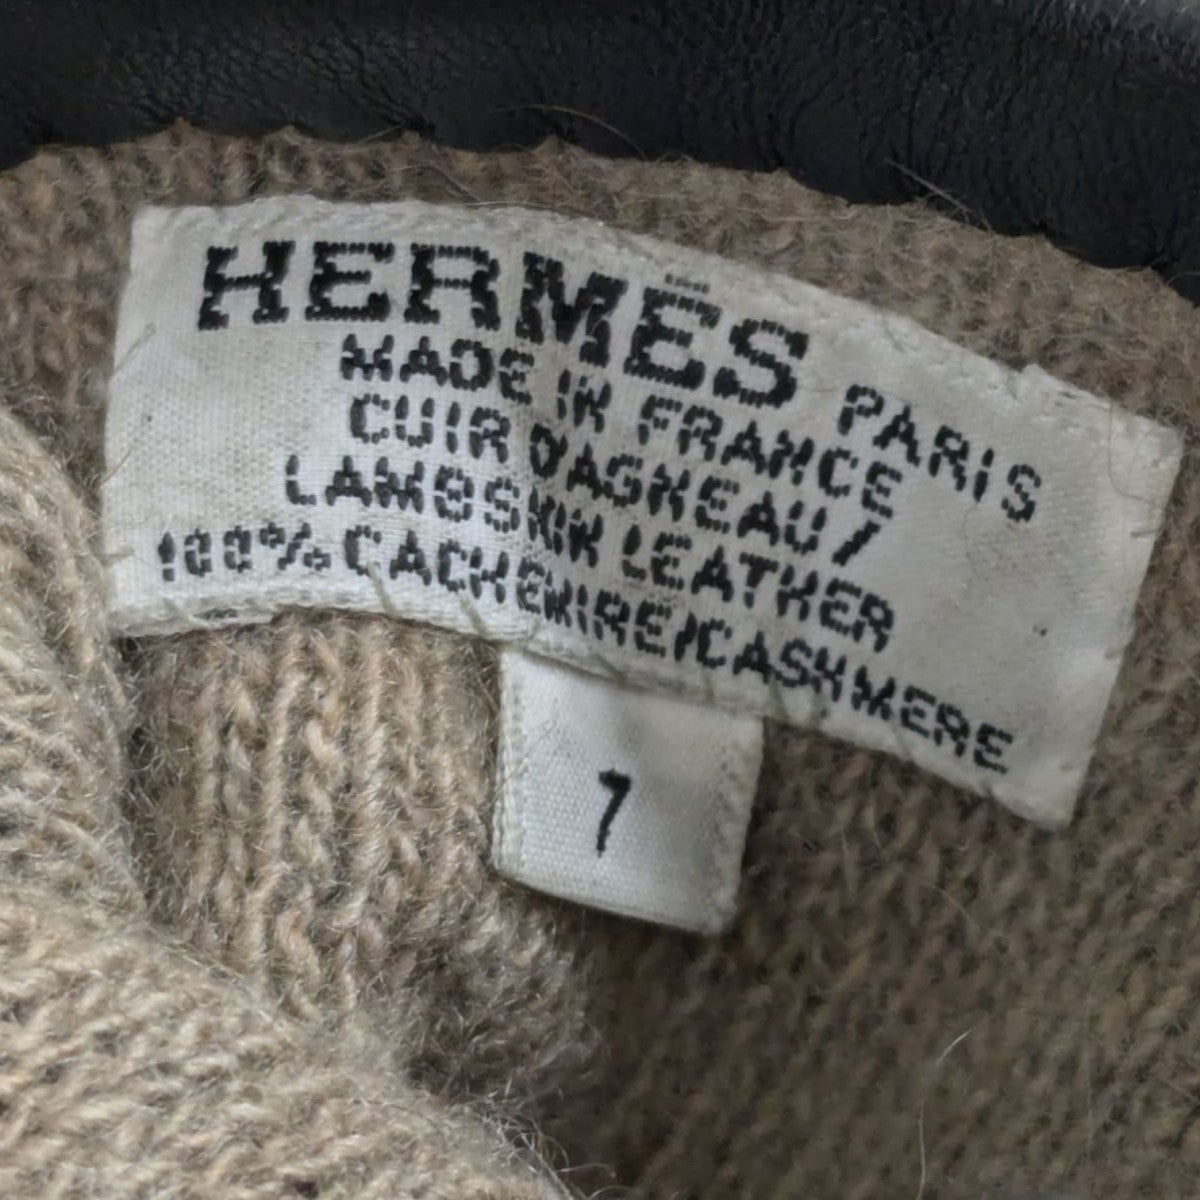 HERMÈS PARIS
MADE IN FRANCE
CUIR D'AGNEAU/
LAMBSKIN LEATHER
100% CACHEMIRE/CASHMERE
7